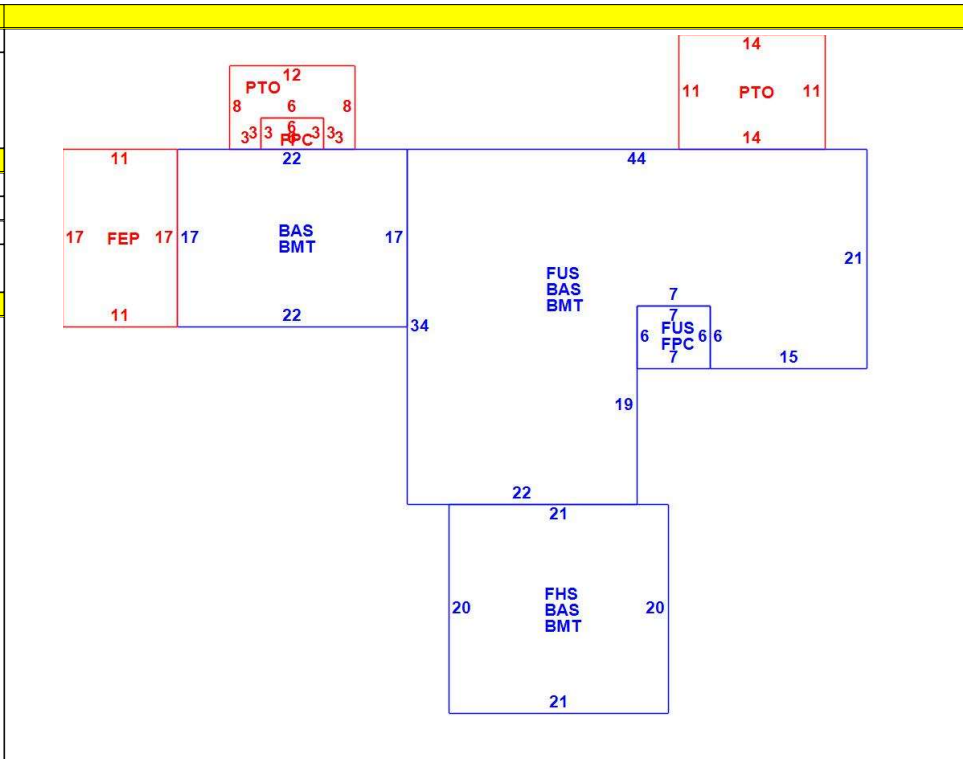 14
12
PTO
11 PTO 11
8 6 8
6
3 3 3 FPC 3 3 3
14
11 22 44
17 FEP 17 17 BAS 17
BMT
21
FUS
BAS
BMT
7
7
11 22 34
6 FUS 6 6
FPC
7 15
19
22
21
FHS
20 BAS 20
BMT
21